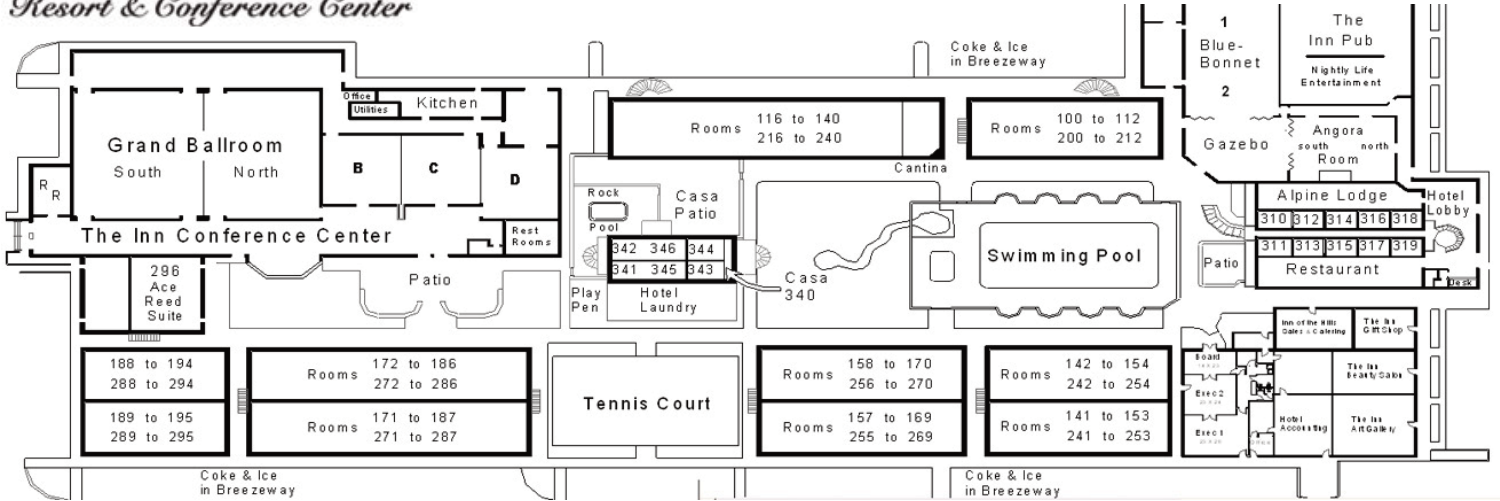 Resort & Conference Center
Coke & Ice
in Breezeway
1
Blue-
Bonnet
2
The
Inn Pub
Nightly Life
Entertainment
Office
Utilities
Kitchen
Grand Ballroom
South
North
B
C
D
R
R
Rooms
116 to 140
216 to 240
Rooms
100 to 112
200 to 212
Gazebo
Angora
south north
Room
Cantina
Rock
Pool
Casa
Patio
Alpine Lodge
310 312 314 316 318
311 313 315 317 319
Restaurant
Hotel
Lobby
Desk
Patio
The Inn Conference Center
Rest
Rooms
342 346 344
341 345 343
Casa
340
Swimming Pool
296
Ace
Reed
Suite
Patio
Play
Pen
Hotel
Laundry
Inn of the Hills
Sales & Catering
The Inn
Gift Shop
188 to 194
288 to 294
189 to 195
289 to 295
Rooms
172 to 186
272 to 286
Rooms
171 to 187
271 to 287
Tennis Court
Rooms
158 to 170
256 to 270
Rooms
157 to 169
255 to 269
Rooms
142 to 154
242 to 254
Rooms
141 to 153
241 to 253
Board
Exec 2
Exec 1
Hotel
Accounting
The Inn
Beauty Salon
The Inn
Art Gallery
Coke & Ice
in Breezeway
Coke & Ice
in Breezeway